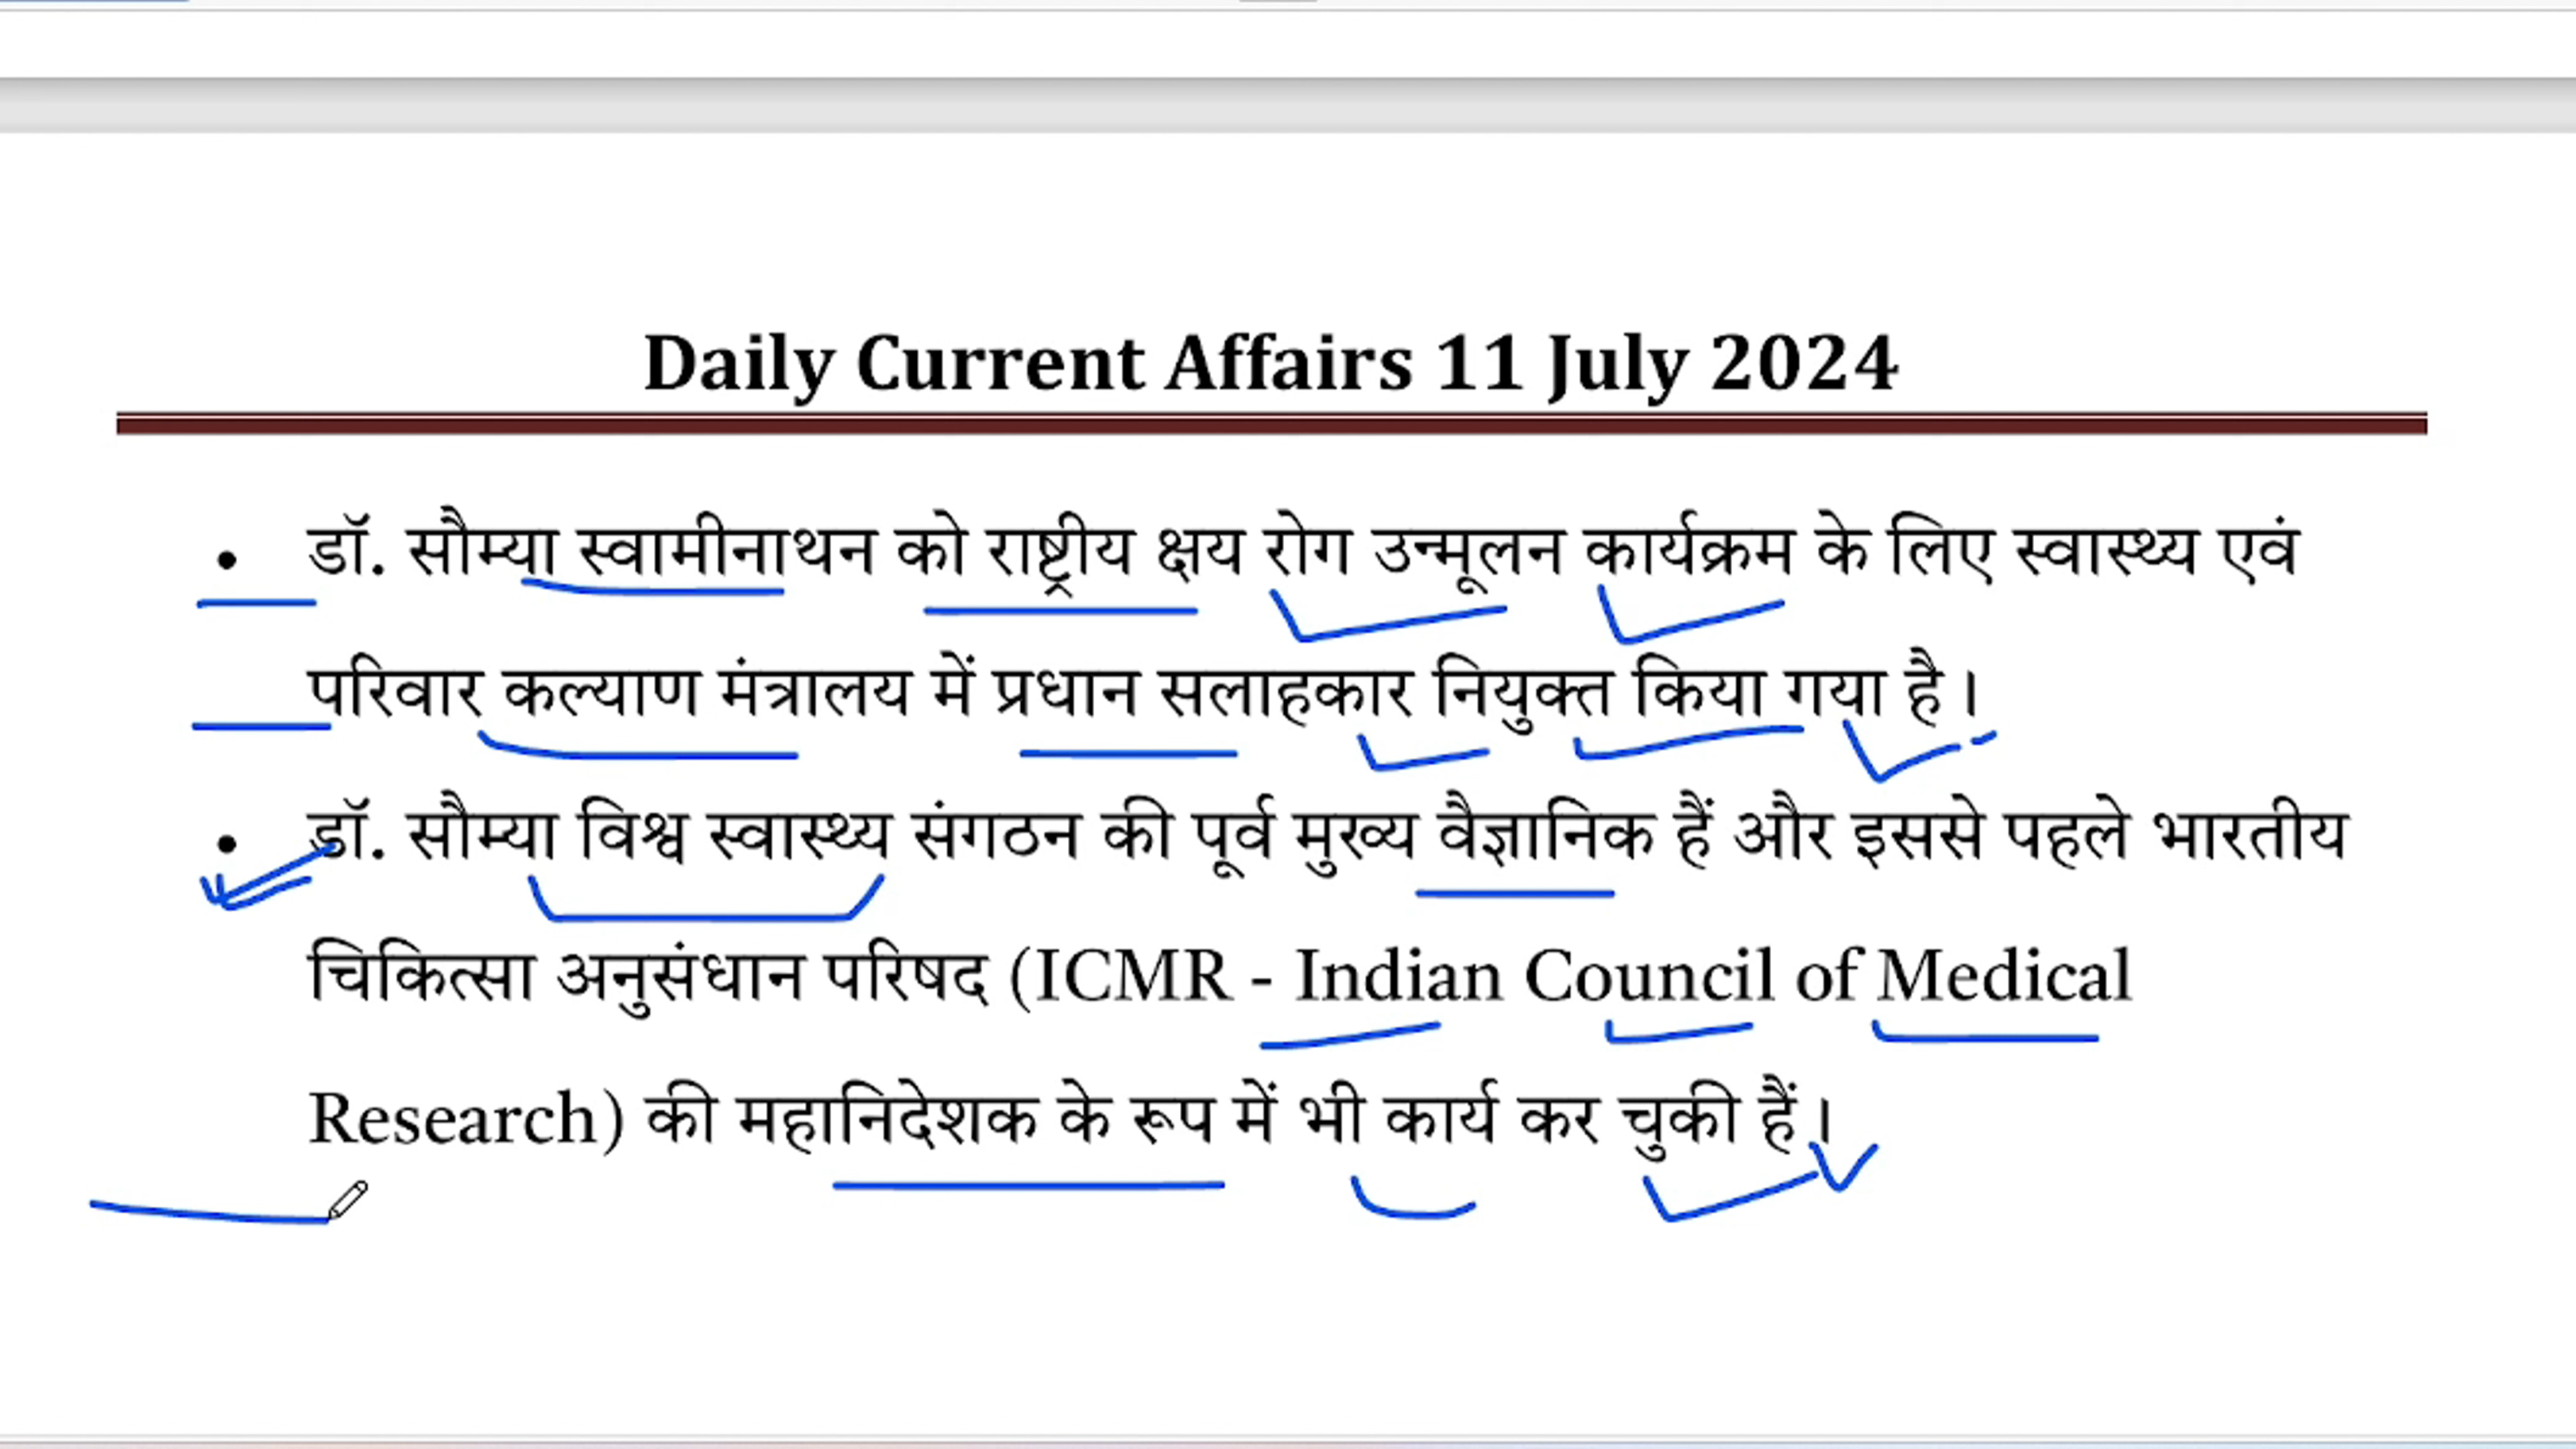 Daily Current Affairs 11 July 2024
• डॉ. सौम्या स्वामीनाथन को राष्ट्रीय क्षय रोग उन्मूलन कार्यक्रम के लिए स्वास्थ्य एवं
परिवार कल्याण मंत्रालय में प्रधान सलाहकार नियुक्त किया गया है।
• डॉ. सौम्या विश्व स्वास्थ्य संगठन की पूर्व मुख्य वैज्ञानिक हैं और इससे पहले भारतीय
चिकित्सा अनुसंधान परिषद (ICMR - Indian Council of Medical
Research) की महानिदेशक के रूप में भी कार्य कर चुकी हैं।